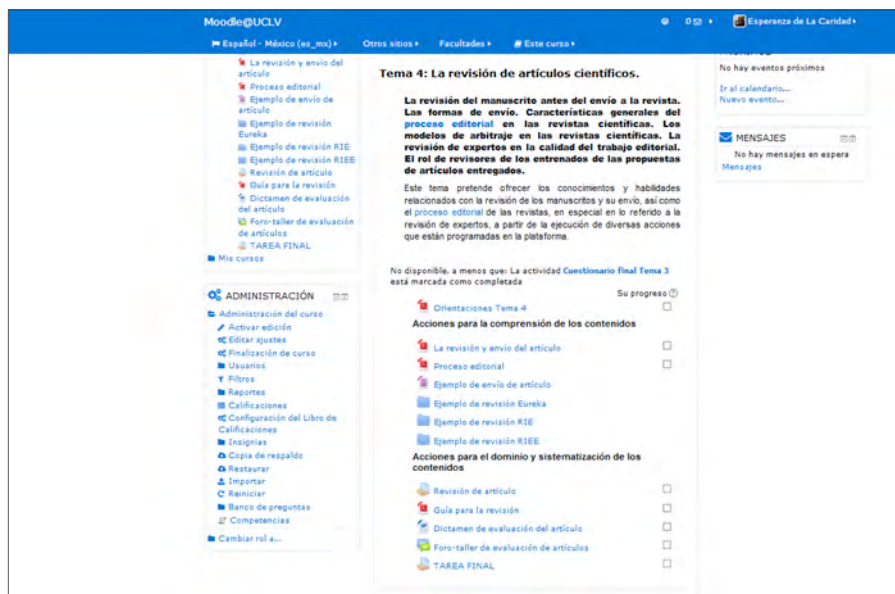 Moodle@UCLV
0
Esperanza de La Caridad
Español - México (es_mx)
Otros sitios
Facultades
Este curso
La revisión y envío del
artículo
Proceso editorial
Ejemplo de envío de
artículo
Ejemplo de revisión
Eureka
Ejemplo de revisión RIE
Ejemplo de revisión RIEE
Revisión de artículo
Guía para la revisión
Dictamen de evaluación
del artículo
Foro-taller de evaluación
de artículos
TAREA FINAL
Mis cursos
ADMINISTRACIÓN
Administración del curso
Activar edición
Editar ajustes
Finalización de curso
Usuarios
Filtros
Reportes
Calificaciones
Configuración del Libro de
Calificaciones
Insignias
Copia de respaldo
Restaurar
Importar
Reiniciar
Banco de preguntas
Competencias
Cambiar rol a...
Tema 4: La revisión de artículos científicos.
La revisión del manuscrito antes del envío a la revista.
Las formas de envío. Características generales del
proceso editorial en las revistas científicas. Los
modelos de arbitraje en las revistas científicas. La
revisión de expertos en la calidad del trabajo editorial.
El rol de revisores de los entrenados de las propuestas
de artículos entregados.
Este tema pretende ofrecer los conocimientos y habilidades
relacionados con la revisión de los manuscritos y su envío, así como
el proceso editorial de las revistas, en especial en lo referido a la
revisión de expertos, a partir de la ejecución de diversas acciones
que están programadas en la plataforma.
No disponible, a menos que: La actividad Cuestionario final Tema 3
está marcada como completada
Su progreso
Orientaciones Tema 4
Acciones para la comprensión de los contenidos
La revisión y envío del artículo
Proceso editorial
Ejemplo de envío de artículo
Ejemplo de revisión Eureka
Ejemplo de revisión RIE
Ejemplo de revisión RIEE
Acciones para el dominio y sistematización de los
contenidos
Revisión de artículo
Guía para la revisión
Dictamen de evaluación del artículo
Foro-taller de evaluación de artículos
TAREA FINAL
No hay eventos próximos
Ir al calendario...
Nuevo evento...
MENSAJES
No hay mensajes en espera
Mensajes